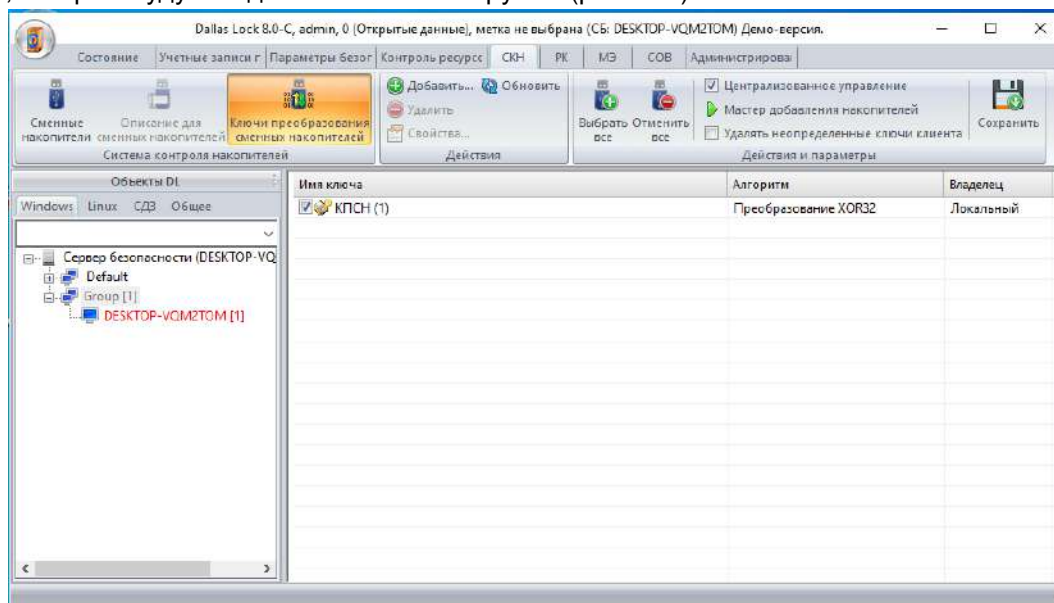 Dallas Lock 8.0-C, admin, 0 (Открытые данные), метка не выбрана (СБ: DESKTOP-VQM2TOM) Демо-версия.
Состояние Учетные записи г Параметры безог Контроль ресурсс СКН РК МЭ СОВ Администрироваı
Сменные накопители
Описание для сменных накопителей
Ключи преобразования сменных накопителей
Система контроля накопителей
Добавить... Обновить
Удалить
Свойства...
Действия
Выбрать все
Отменить все
Централизованное управление
Мастер добавления накопителей
Удалять неопределенные ключи клиента
Сохранить
Действия и параметры
Объекты DL
Windows Linux СДЗ Общее
Сервер безопасности (DESKTOP-VQ
Default
Group [1]
DESKTOP-VQM2TOM [1]
Имя ключа Алгоритм Владелец
КПСН (1) Преобразование XOR32 Локальный